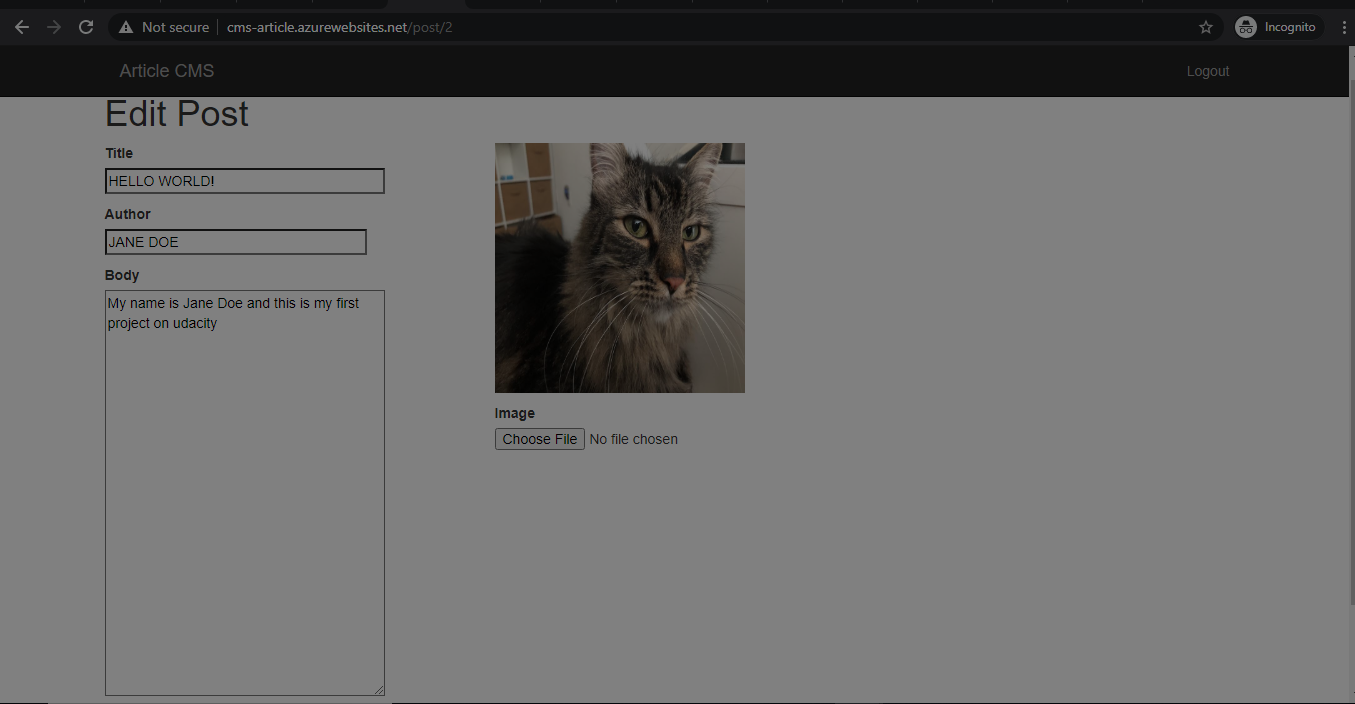 Not secure cms-article.azurewebsites.net/post/2 Incognito
Article CMS Logout
Edit Post
Title
HELLO WORLD!
Author
JANE DOE
Body
My name is Jane Doe and this is my first
project on udacity
Image
Choose File No file chosen